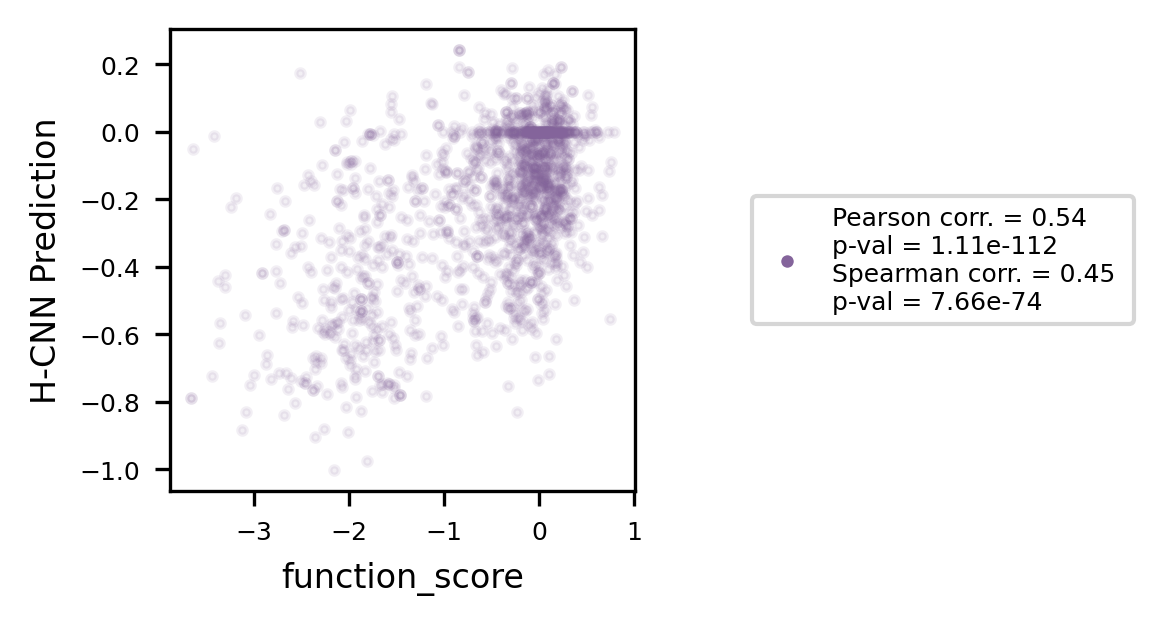 H-CNN Prediction
0.2
0.0
−0.2
−0.4
−0.6
−0.8
−1.0
−3
−2
−1
0
1
function_score
Pearson corr. = 0.54
p-val = 1.11e-112
Spearman corr. = 0.45
p-val = 7.66e-74